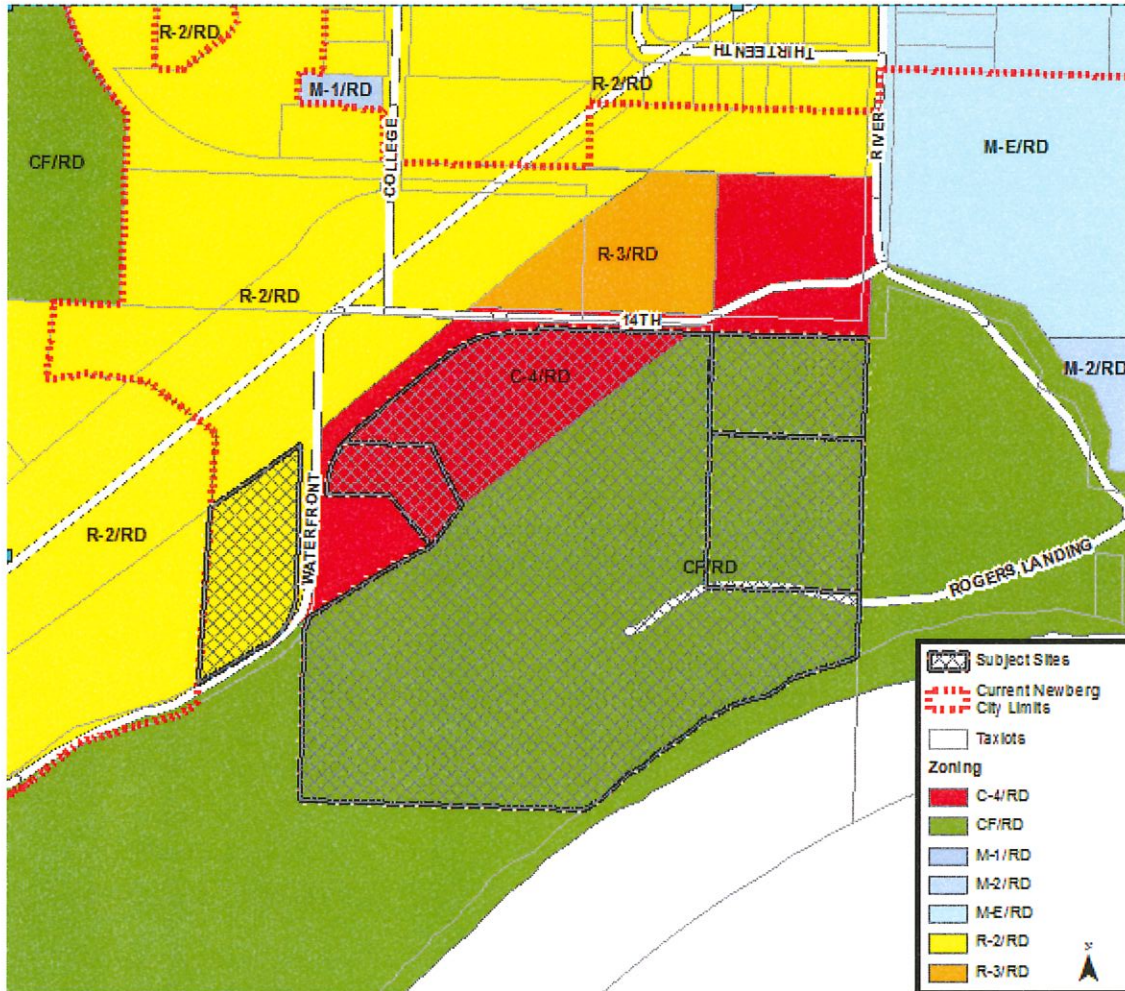 R-2/RD
THIRTEENTH
R-2/RD
M-1/RD
COLLEGE
RIVER
M-E/RD
CF/RD
R-3/RD
R-2/RD
14TH
M-2/RD
C-4/RD
WATERFRONT
R-2/RD
CF/RD
ROGERS LANDING
Subject Sites
Current Newberg
City Limits
Taxlots
Zoning
C-4/RD
CF/RD
M-1/RD
M-2/RD
M-E/RD
R-2/RD
R-3/RD